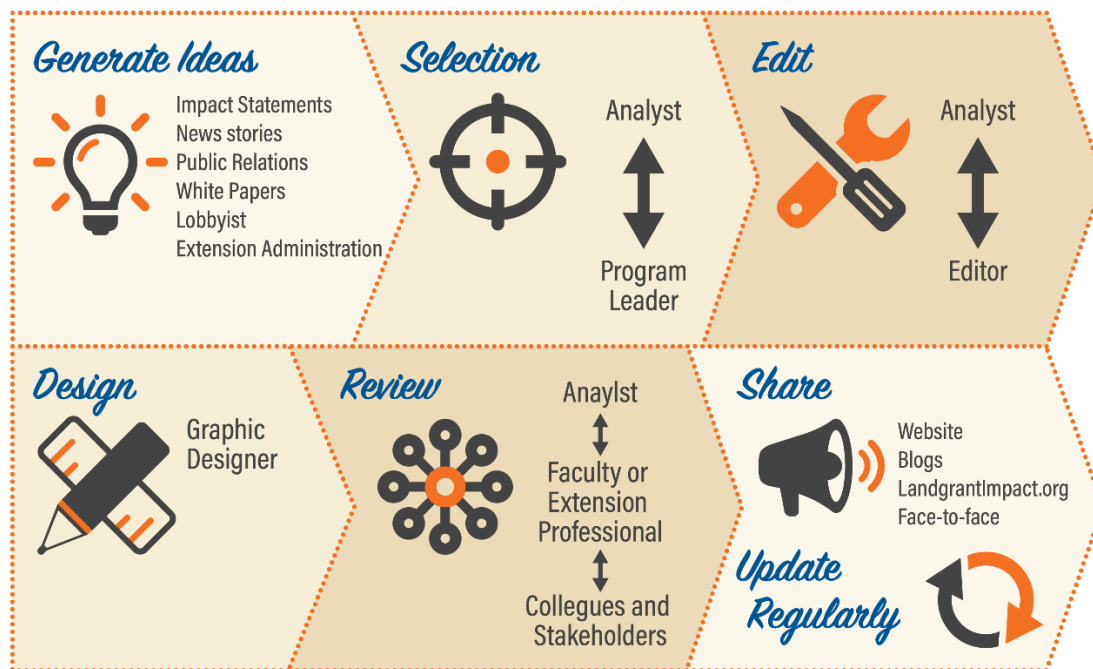 Generate Ideas
Impact Statements
News stories
Public Relations
White Papers
Lobbyist
Extension Administration
Selection
Analyst
Program
Leader
Edit
Analyst
Editor
Design
Graphic
Designer
Review
Anaylst
Faculty or
Extension
Professional
Collegues and
Stakeholders
Share
Website
Blogs
LandgrantImpact.org
Face-to-face
Update
Regularly